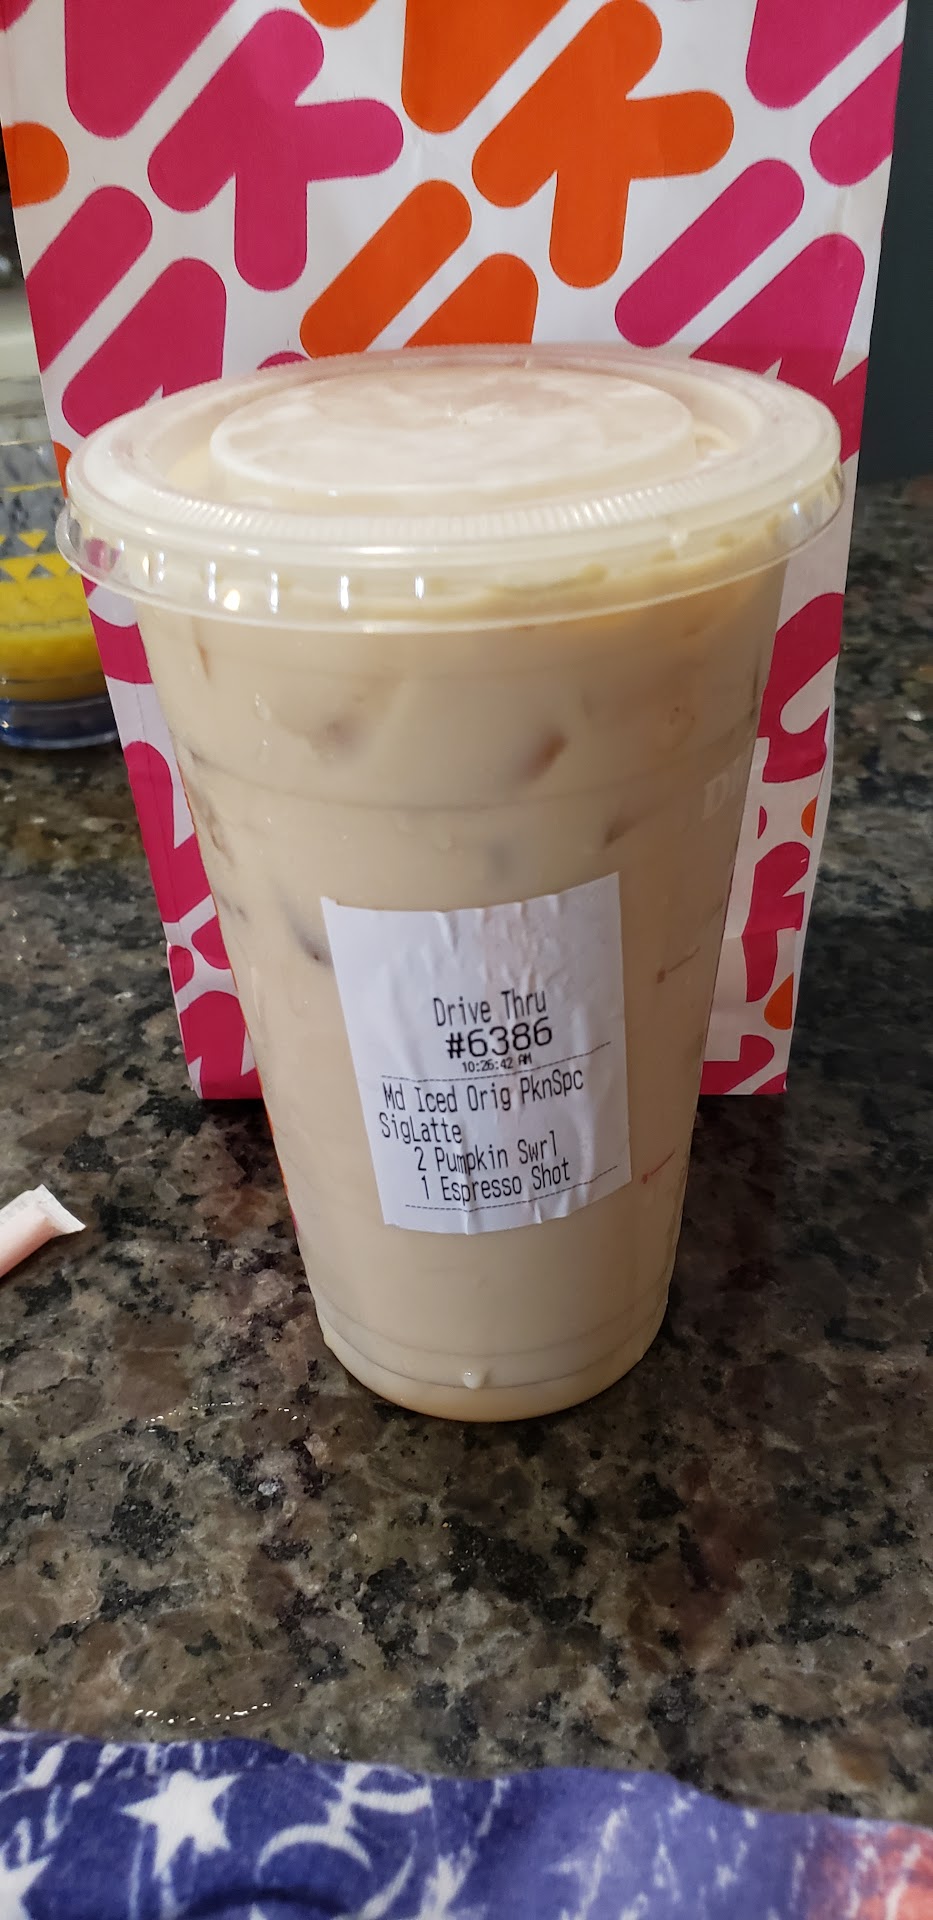 Drive Thru
#6386
10:26:42 AM
Md Iced Orig PknSpc
SigLatte
2 Pumpkin Swrl
1 Espresso Shot